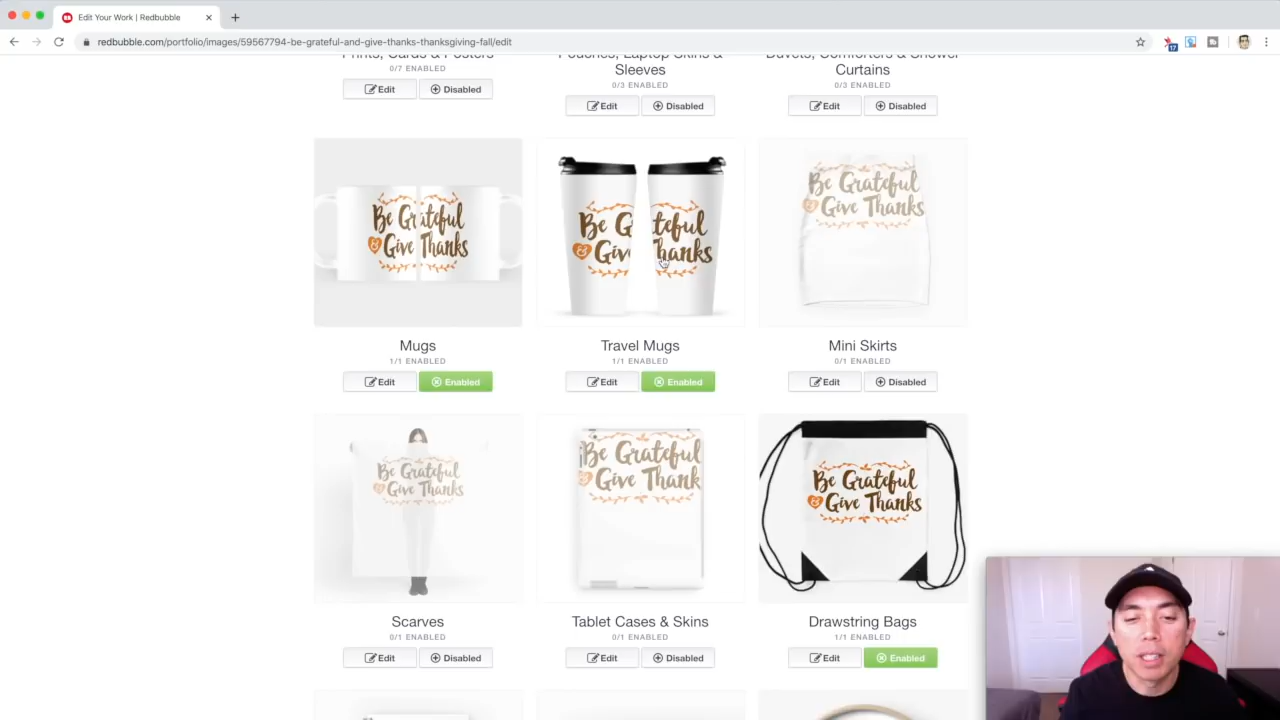 Edit Your Work | Redbubble
redbubble.com/portfolio/images/59567794-be-grateful-and-give-thanks-thanksgiving-fall/edit
17
Prints, Cards & Posters
0/7 ENABLED
Edit
Disabled
Pouches, Laptop Skins &
Sleeves
0/3 ENABLED
Edit
Disabled
Duvets, Comforters & Shower
Curtains
0/3 ENABLED
Edit
Disabled
Be Grateful
Give Thanks
Mugs
1/1 ENABLED
Edit
Enabled
Be Gr
Giv
teful
Thanks
Travel Mugs
1/1 ENABLED
Edit
Enabled
Be Grateful
Give Thanks
Mini Skirts
0/1 ENABLED
Edit
Disabled
Be Grateful
Give Thanks
Scarves
0/1 ENABLED
Edit
Disabled
Be Grateful
Give Thank
Tablet Cases & Skins
0/1 ENABLED
Edit
Disabled
Be Grateful
Give Thanks
Drawstring Bags
1/1 ENABLED
Edit
Enabled